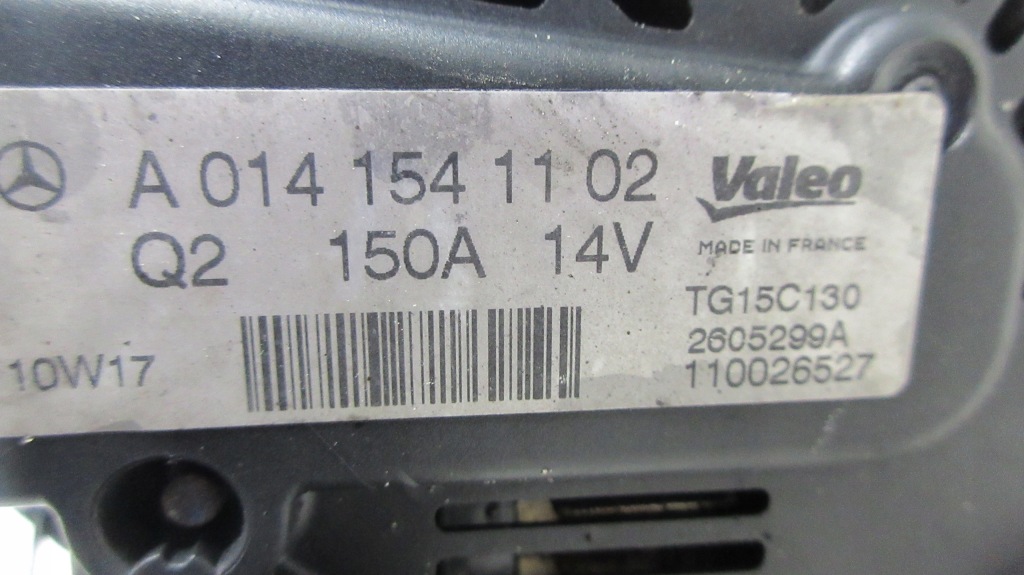 A 014 154 11 02
Valeo
Q2 150A 14V
MADE IN FRANCE
TG15C130
2605299A
10W17
110026527